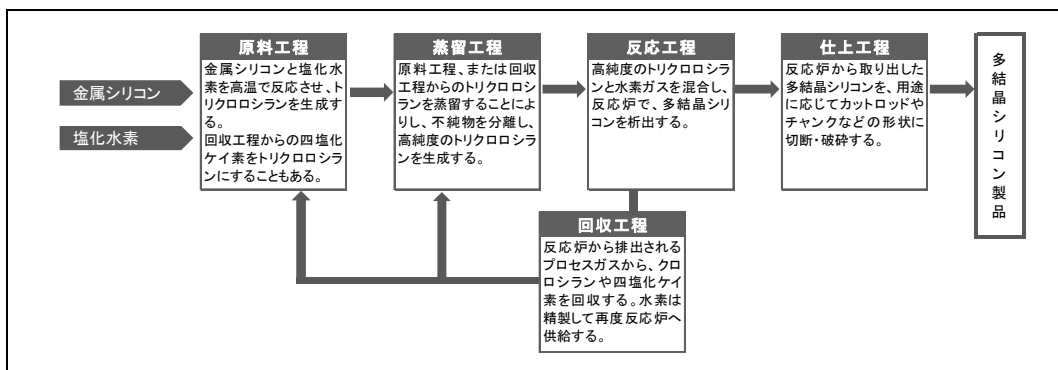 金属シリコン
塩化水素
原料工程
金属シリコンと塩化水
素を高温で反応させ、ト
リクロロシランを生成す
る。
回収工程からの四塩化
ケイ素をトリクロロシラ
ンにすることもある。
蒸留工程
原料工程、または回収
工程からのトリクロロシ
ランを蒸留することによ
りし、不純物を分離し、
高純度のトリクロロシラ
ンを生成する。
反応工程
高純度のトリクロロシラ
ンと水素ガスを混合し、
反応炉で、多結晶シリ
コンを析出する。
仕上工程
反応炉から取り出した
多結晶シリコンを、用途
に応じてカットロッドや
チャンクなどの形状に
切断・破砕する。
多結晶シリコン製品
回収工程
反応炉から排出される
プロセスガスから、クロ
ロシランや四塩化ケイ
素を回収する。水素は
精製して再度反応炉へ
供給する。